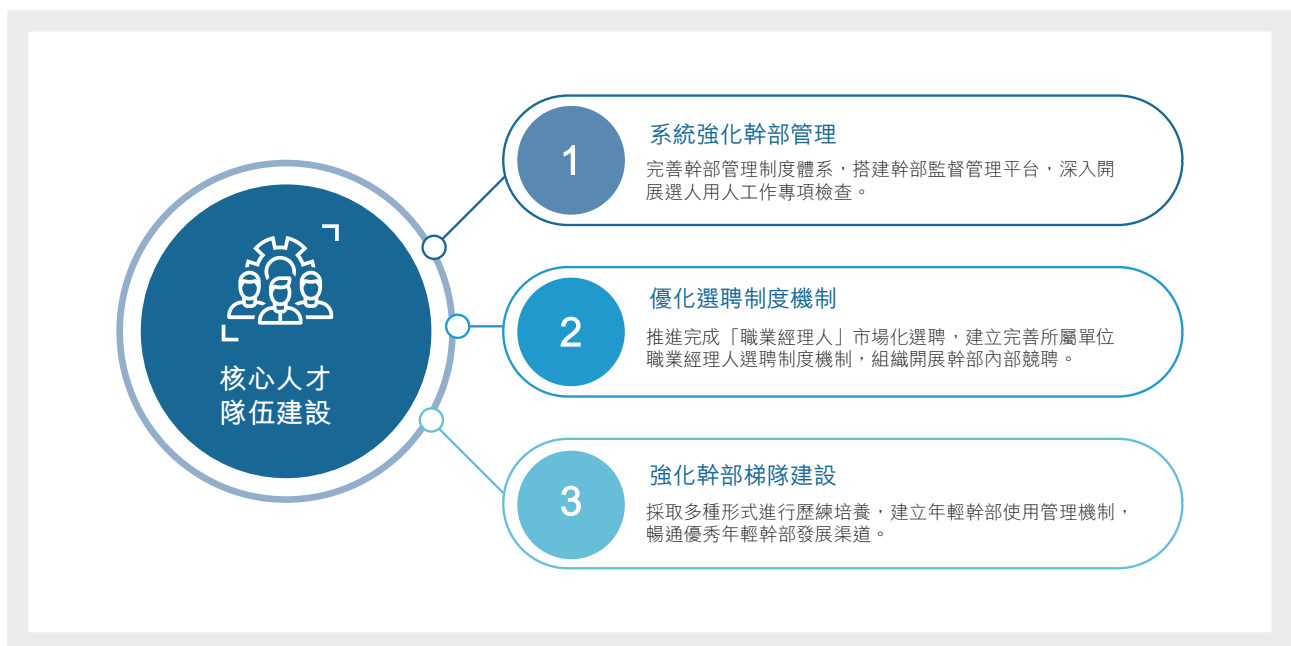 核心人才
隊伍建設
1
系統強化幹部管理
完善幹部管理制度體系，搭建幹部監督管理平台，深入開
展選人用人工作專項檢查。
2
優化選聘制度機制
推進完成「職業經理人」市場化選聘，建立完善所屬單位
職業經理人選聘制度機制，組織開展幹部內部競聘。
3
強化幹部梯隊建設
採取多種形式進行歷練培養，建立年輕幹部使用管理機制，
暢通優秀年輕幹部發展渠道。